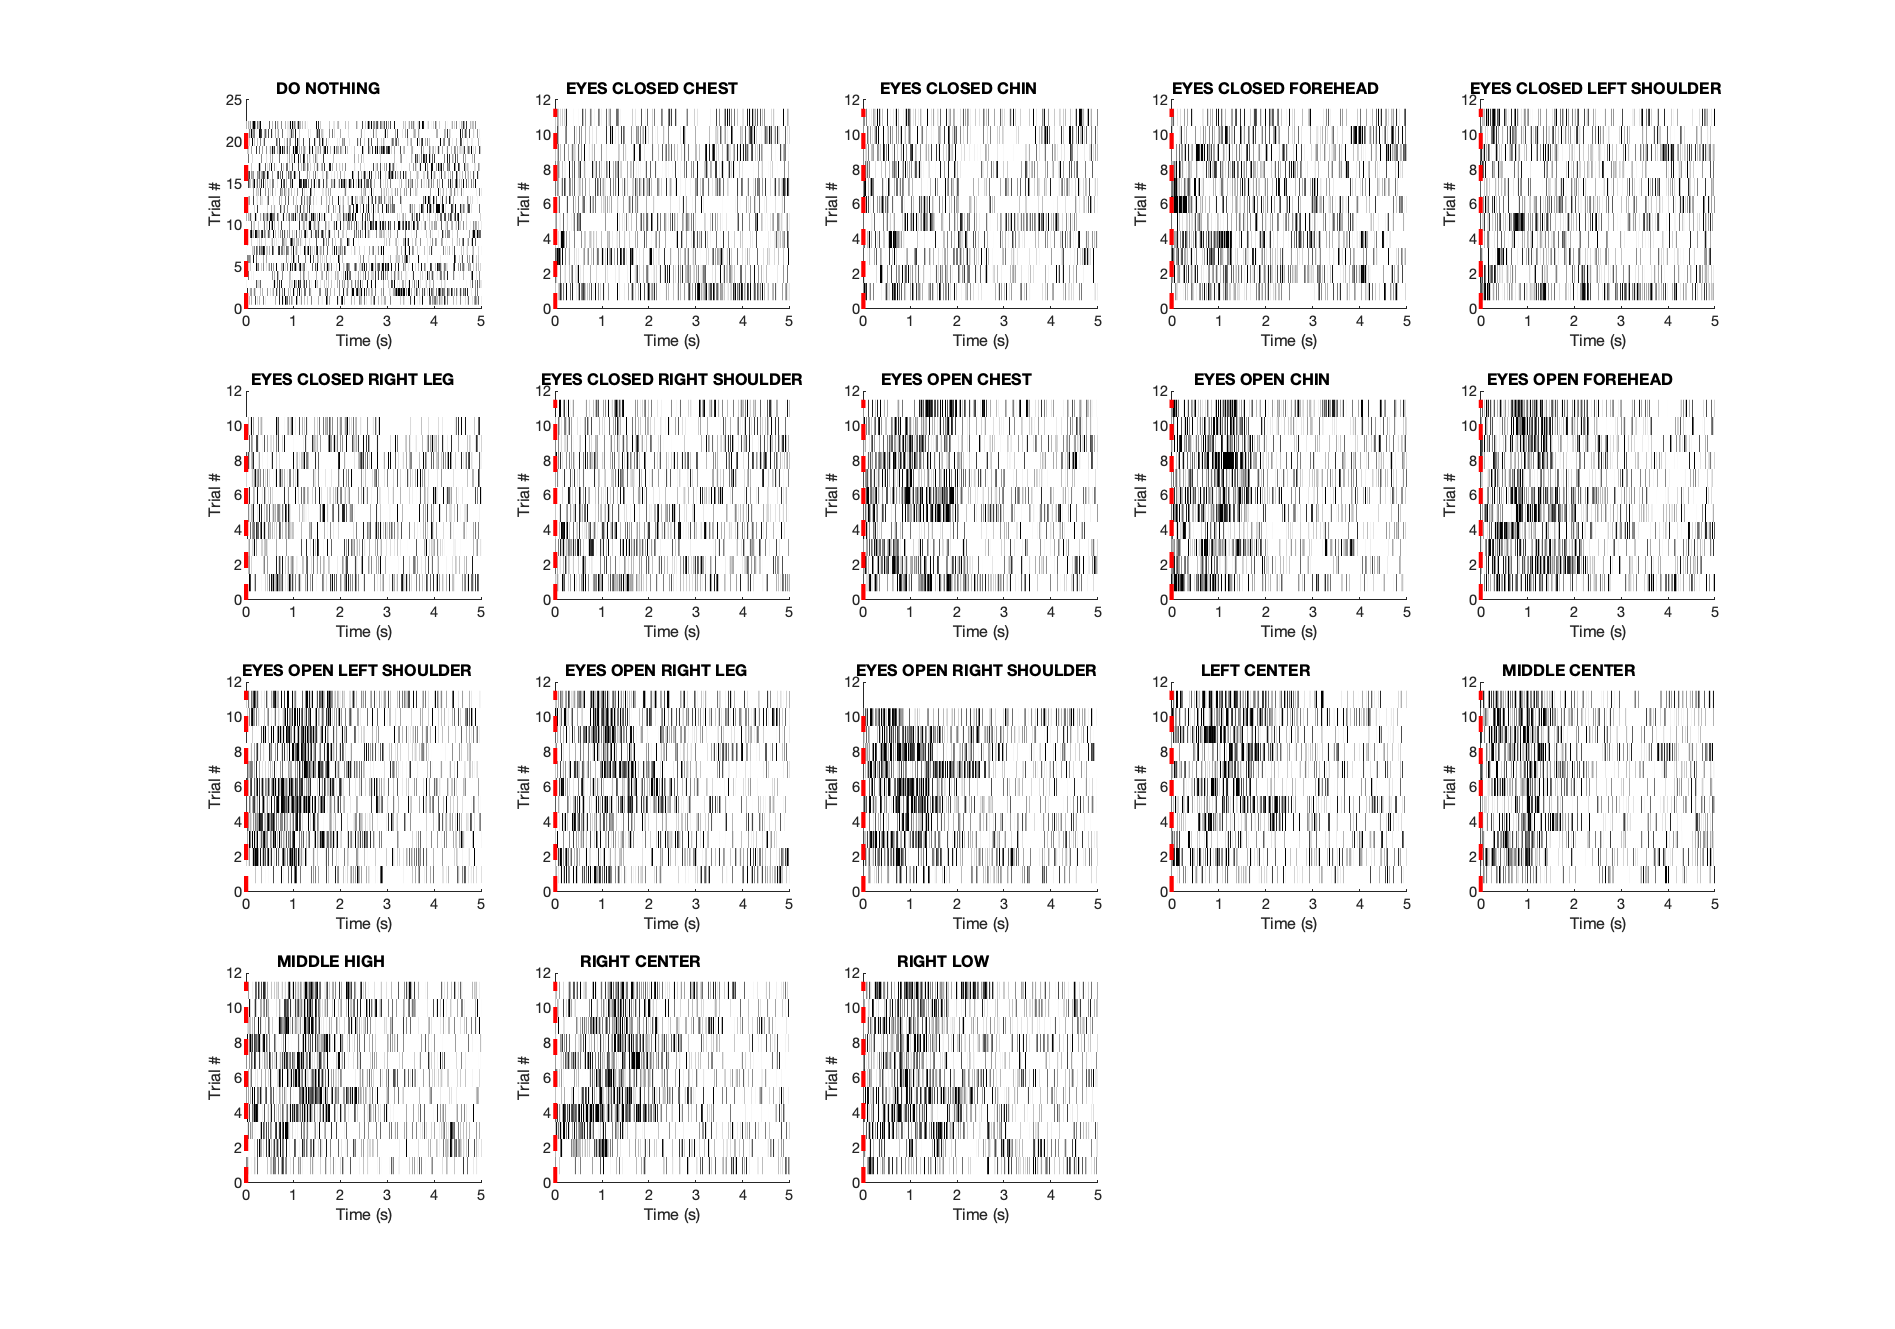 DO NOTHING
25
20
15
10
5
0
Trial #
0 1 2 3 4 5
Time (s)
EYES CLOSED CHEST
12
10
8
6
4
2
0
Trial #
0 1 2 3 4 5
Time (s)
EYES CLOSED CHIN
12
10
8
6
4
2
0
Trial #
0 1 2 3 4 5
Time (s)
EYES CLOSED FOREHEAD
12
10
8
6
4
2
0
Trial #
0 1 2 3 4 5
Time (s)
EYES CLOSED LEFT SHOULDER
12
10
8
6
4
2
0
Trial #
0 1 2 3 4 5
Time (s)
EYES CLOSED RIGHT LEG
12
10
8
6
4
2
0
Trial #
0 1 2 3 4 5
Time (s)
EYES CLOSED RIGHT SHOULDER
12
10
8
6
4
2
0
Trial #
0 1 2 3 4 5
Time (s)
EYES OPEN CHEST
12
10
8
6
4
2
0
Trial #
0 1 2 3 4 5
Time (s)
EYES OPEN CHIN
12
10
8
6
4
2
0
Trial #
0 1 2 3 4 5
Time (s)
EYES OPEN FOREHEAD
12
10
8
6
4
2
0
Trial #
0 1 2 3 4 5
Time (s)
EYES OPEN LEFT SHOULDER
12
10
8
6
4
2
0
Trial #
0 1 2 3 4 5
Time (s)
EYES OPEN RIGHT LEG
12
10
8
6
4
2
0
Trial #
0 1 2 3 4 5
Time (s)
EYES OPEN RIGHT SHOULDER
12
10
8
6
4
2
0
Trial #
0 1 2 3 4 5
Time (s)
LEFT CENTER
12
10
8
6
4
2
0
Trial #
0 1 2 3 4 5
Time (s)
MIDDLE CENTER
12
10
8
6
4
2
0
Trial #
0 1 2 3 4 5
Time (s)
MIDDLE HIGH
12
10
8
6
4
2
0
Trial #
0 1 2 3 4 5
Time (s)
RIGHT CENTER
12
10
8
6
4
2
0
Trial #
0 1 2 3 4 5
Time (s)
RIGHT LOW
12
10
8
6
4
2
0
Trial #
0 1 2 3 4 5
Time (s)